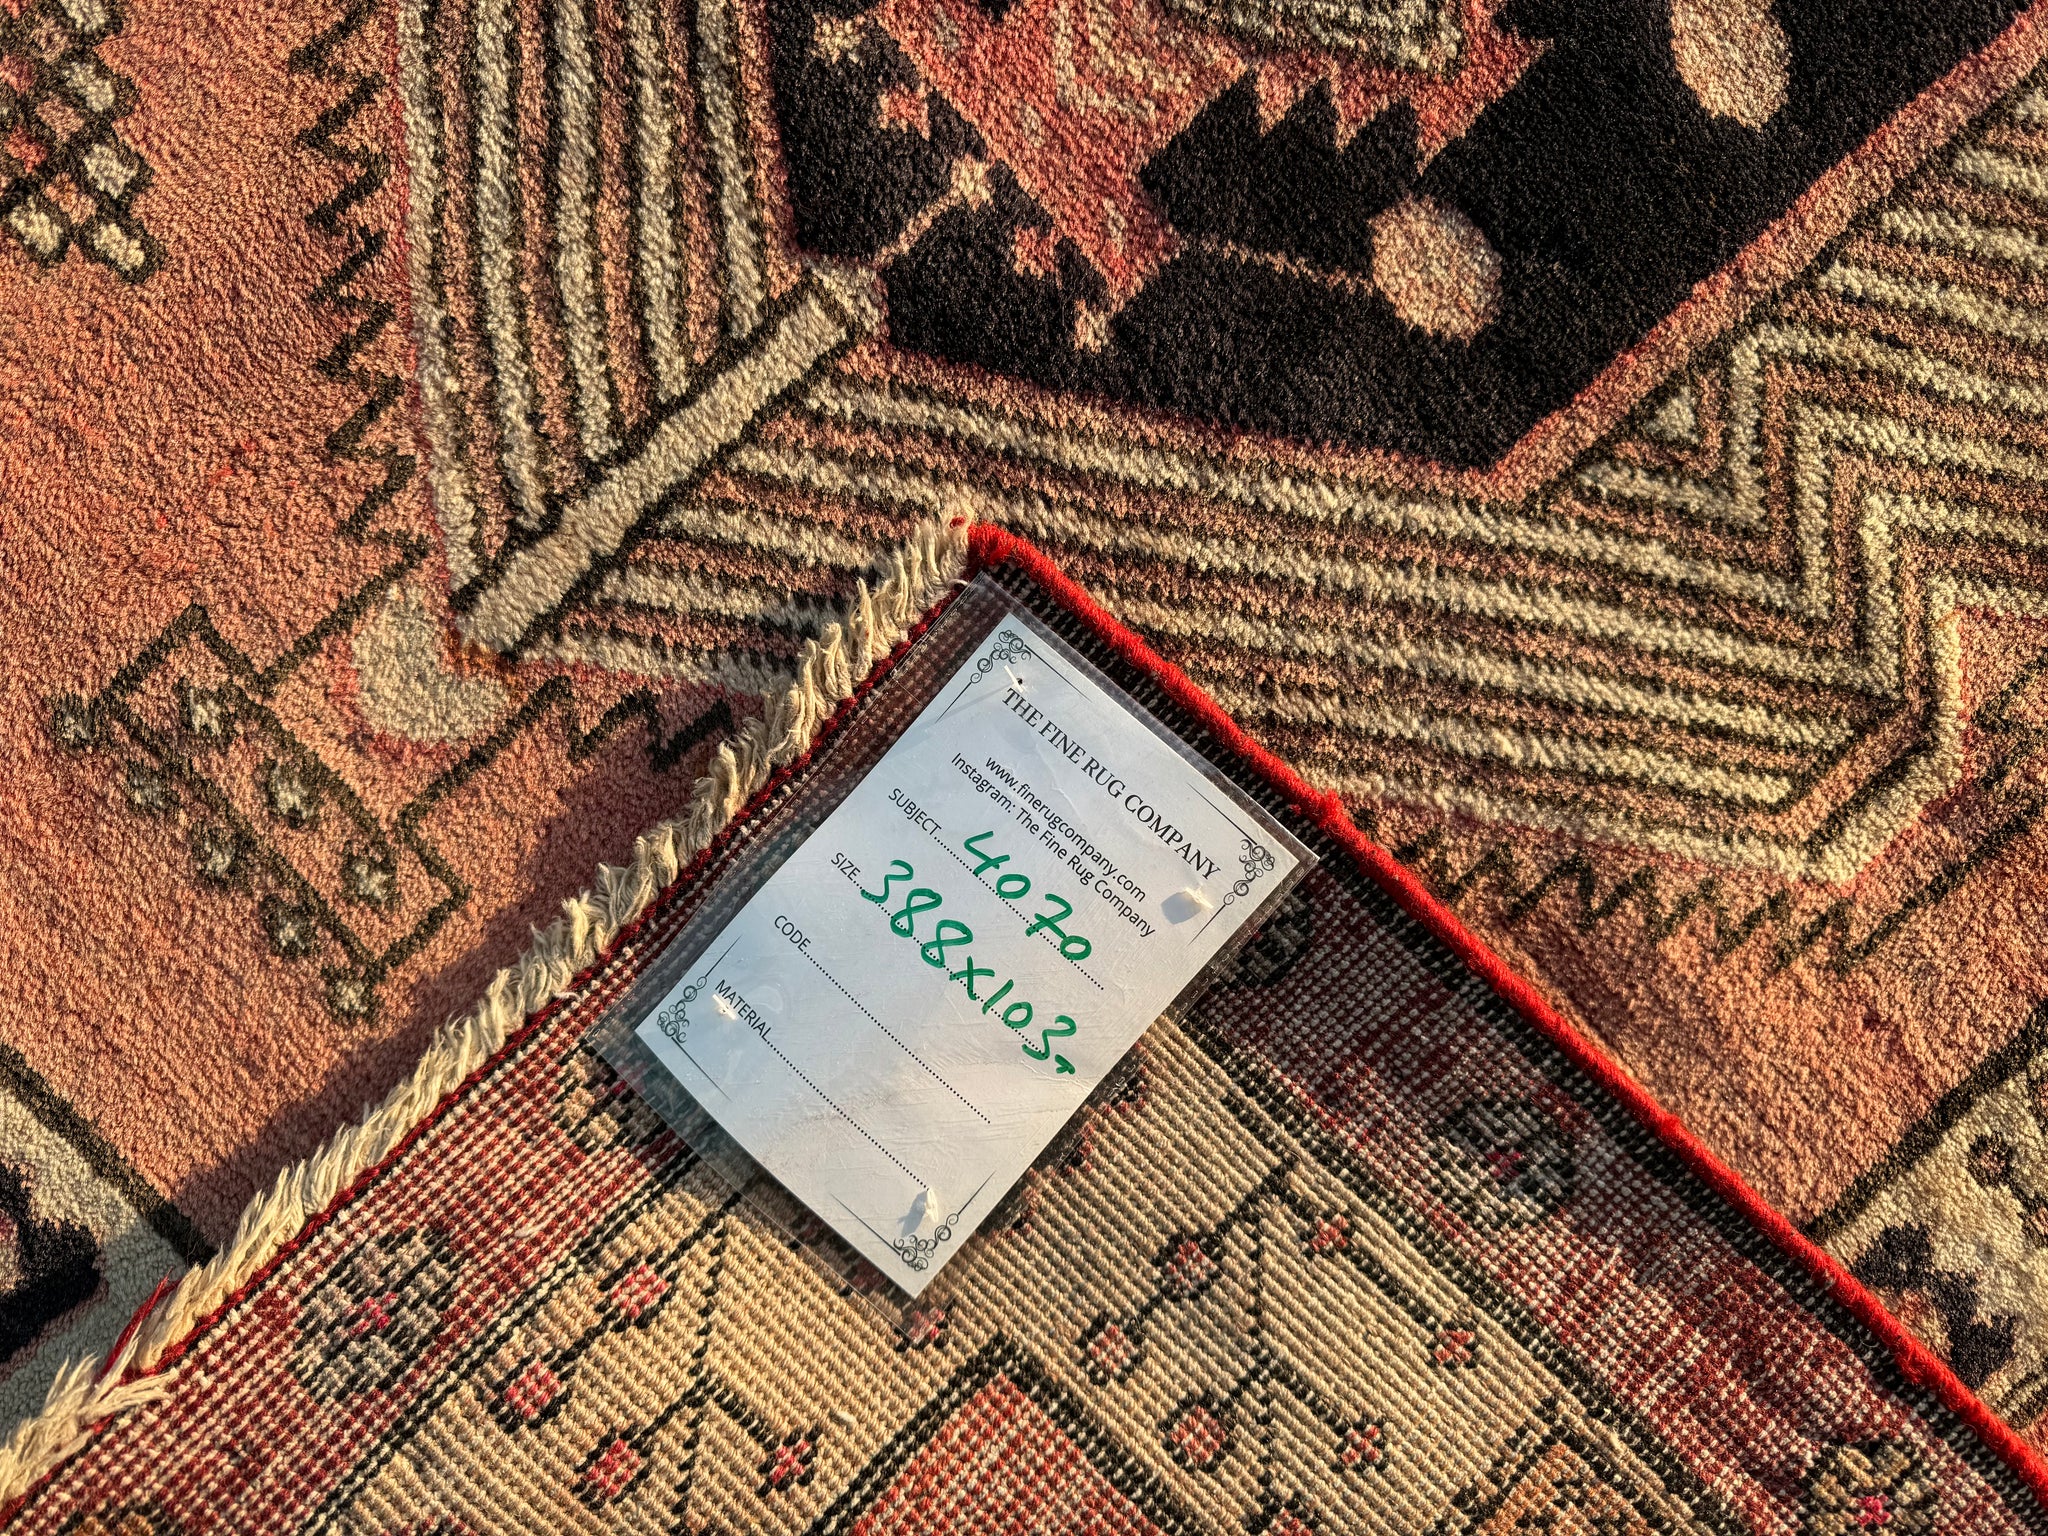 THE FINE RUG COMPANY
www.finerugcompany.com
Instagram: The Fine Rug Company
SUBJECT 4070
SIZE 388x103
CODE
MATERIAL